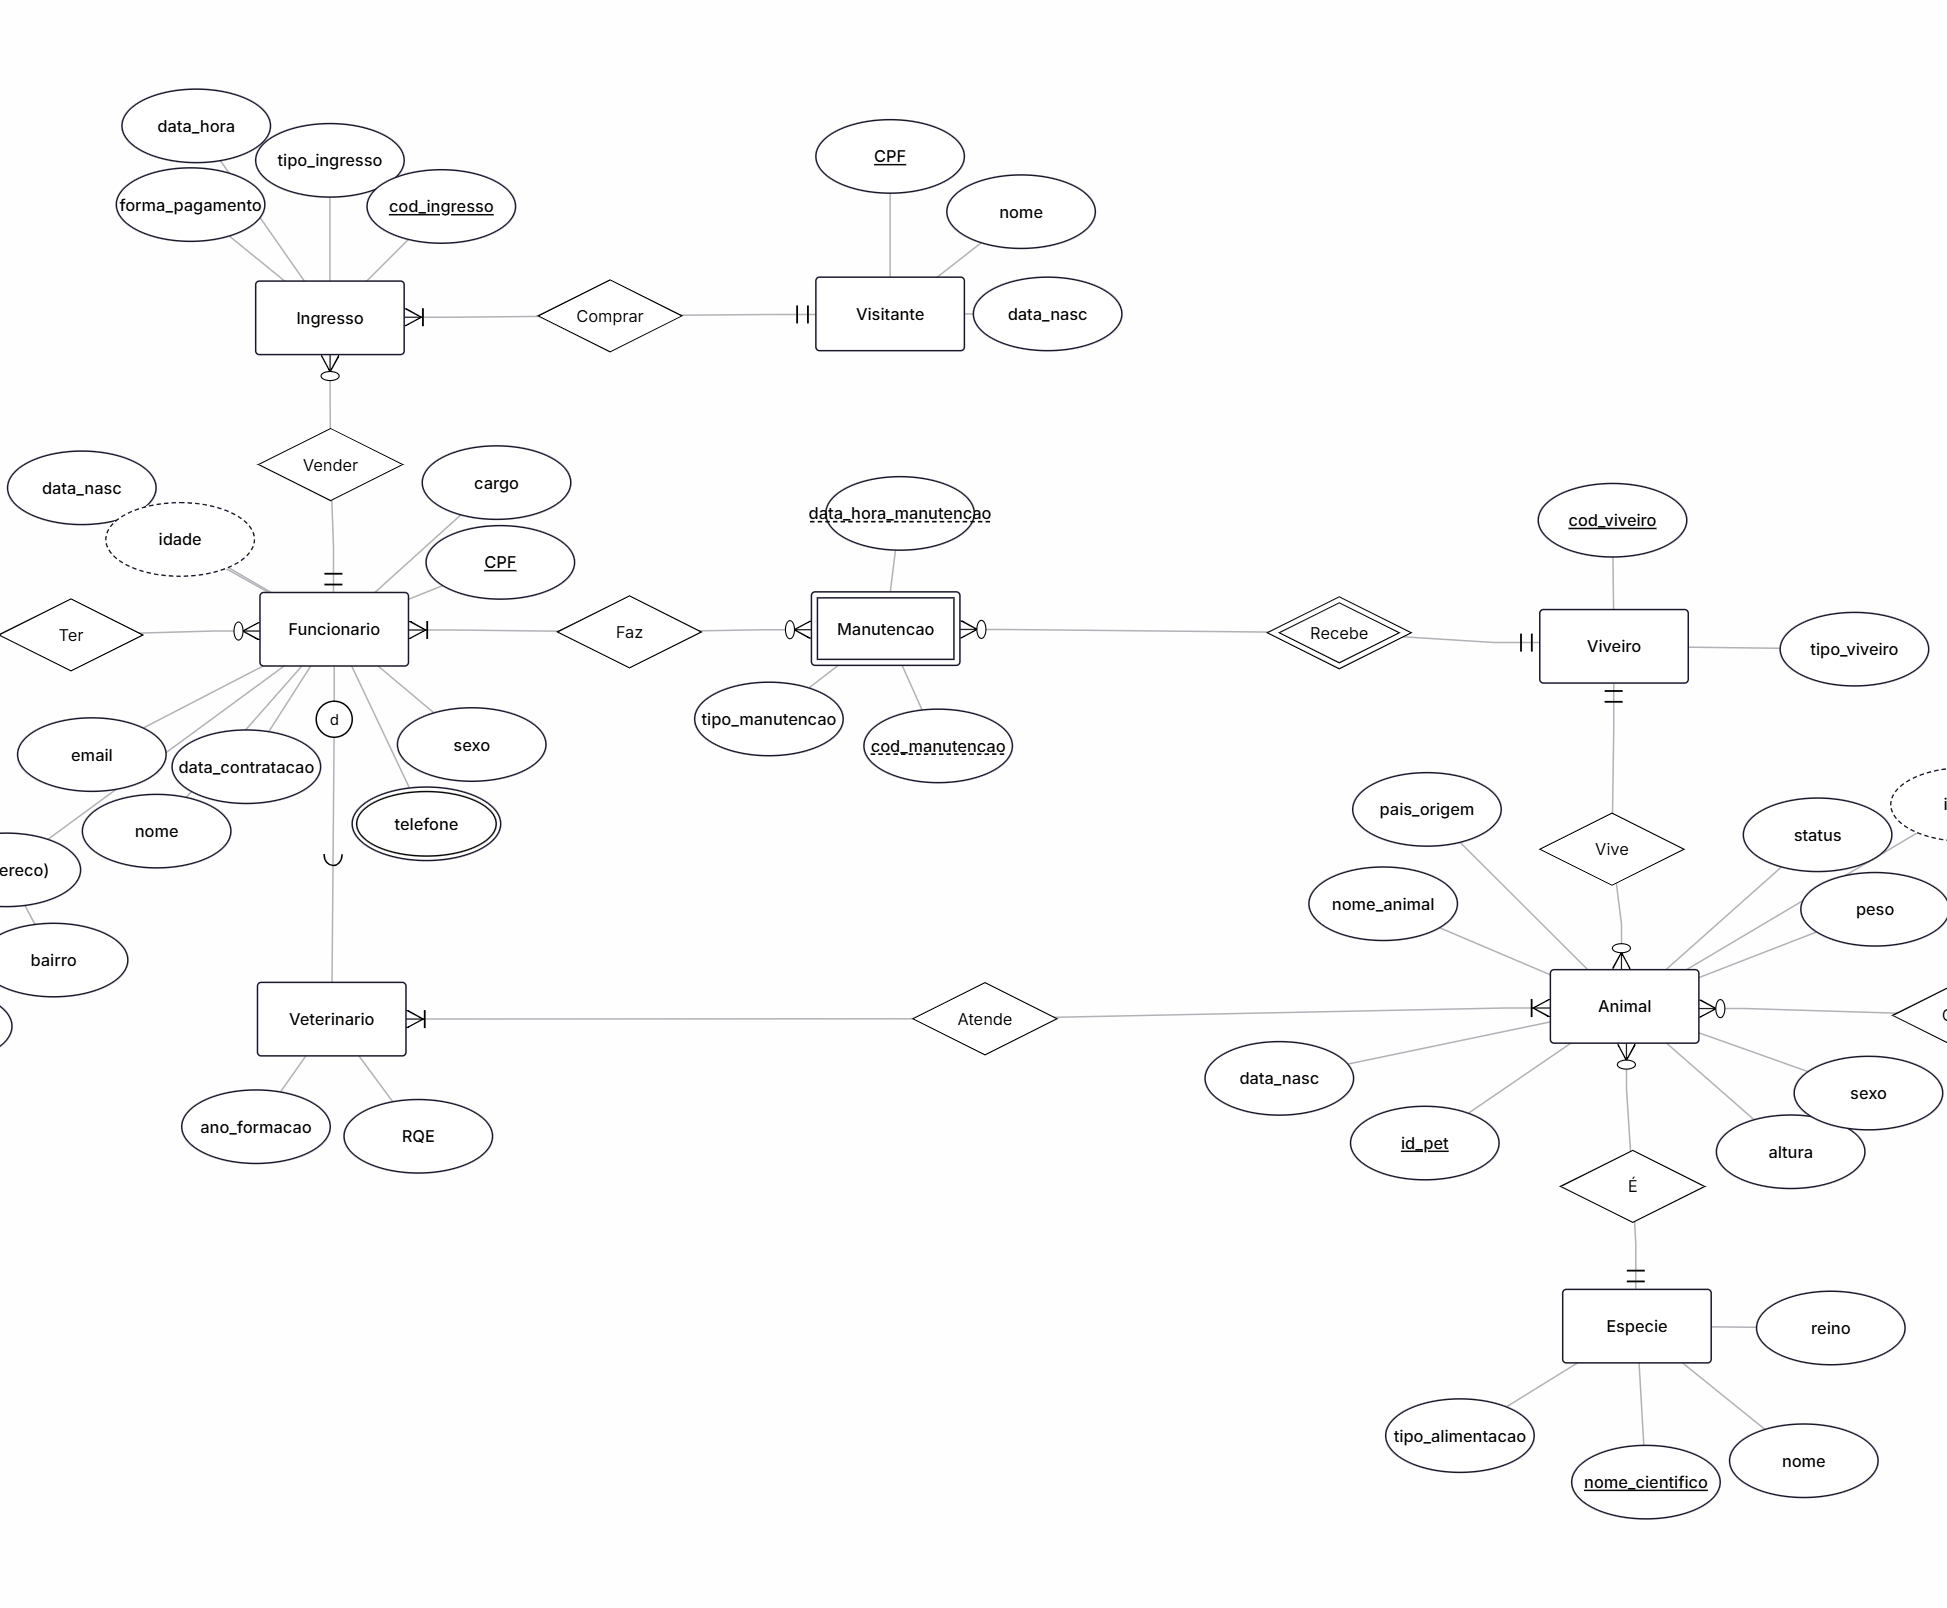 data_hora
tipo_ingresso
forma_pagamento
cod_ingresso
CPF
nome
Ingresso
Comprar
Visitante
data_nasc
Vender
data_nasc
idade
cargo
CPF
data_hora_manutencao
cod_viveiro
Ter
Funcionario
Faz
Manutencao
Recebe
Viveiro
tipo_viveiro
email
data_contratacao
d
sexo
tipo_manutencao
cod_manutencao
nome
telefone
pais_origem
status
Vive
ereco)
nome_animal
peso
bairro
Veterinario
Atende
Animal
data_nasc
sexo
ano_formacao
RQE
id_pet
altura
É
Especie
reino
tipo_alimentacao
nome_cientifico
nome